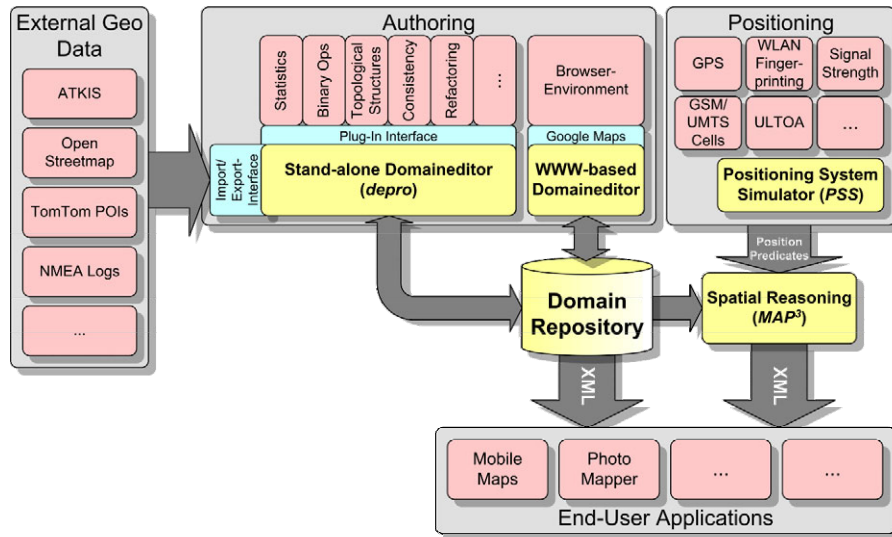 External Geo
Data
ATKIS
Open
Streetmap
TomTom POIs
NMEA Logs
...
Authoring
Statistics
Binary Ops
Topological
Structures
Consistency
Refactoring
...
Browser-
Environment
Plug-In Interface
Google Maps
Import/
Export-
Interface
Stand-alone Domaineditor
(depro)
WWW-based
Domaineditor
Positioning
GPS
WLAN
Finger-
printing
Signal
Strength
GSM/
UMTS
Cells
ULTOA
...
Positioning System
Simulator (PSS)
Position
Predicates
Domain
Repository
Spatial Reasoning
(MAP³)
XML
XML
Mobile
Maps
Photo
Mapper
...
...
End-User Applications